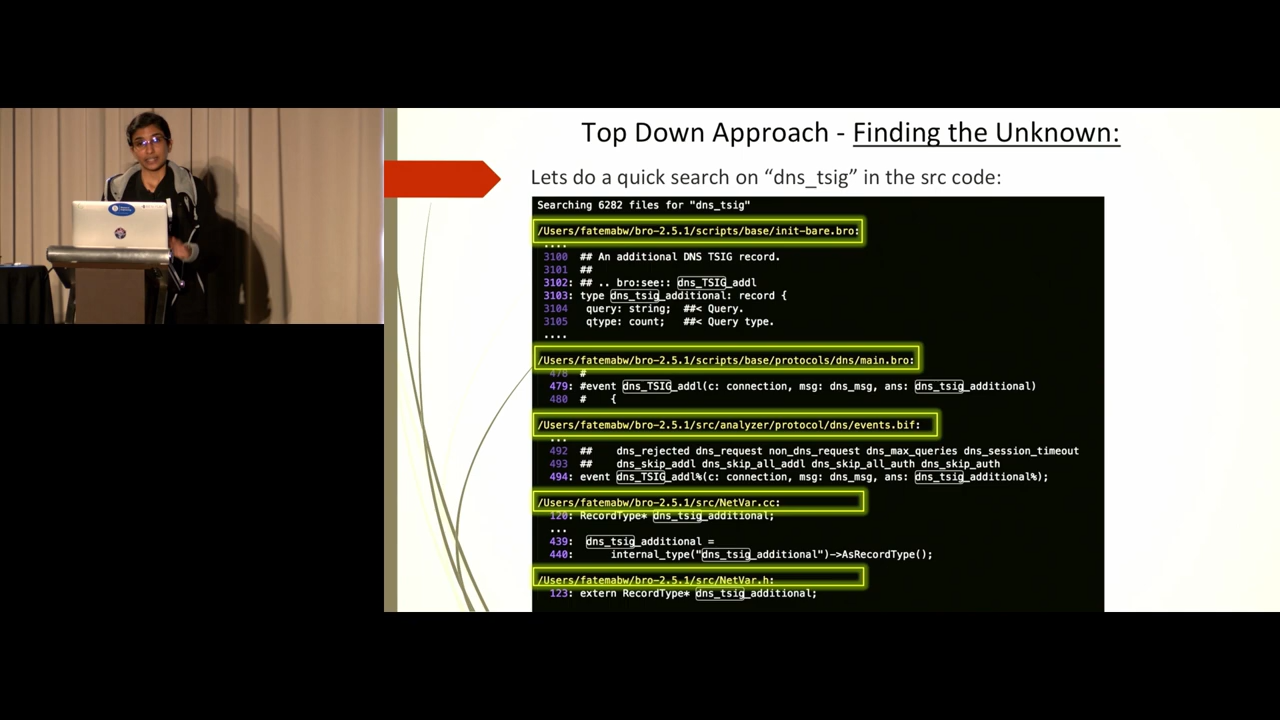 Top Down Approach - Finding the Unknown:
Lets do a quick search on “dns_tsig” in the src code:
Searching 6282 files for "dns_tsig"
/Users/fatemabw/bro-2.5.1/scripts/base/init-bare.bro:
....
3100 ## An additional DNS TSIG record.
3101 ##
3102: ## .. bro:see:: dns_TSIG_addl
3103: type dns_tsig_additional: record {
3104 query: string; ##< Query.
3105 qtype: count; ##< Query type.
....
/Users/fatemabw/bro-2.5.1/scripts/base/protocols/dns/main.bro:
478 #
479: #event dns_TSIG_addl(c: connection, msg: dns_msg, ans: dns_tsig_additional)
480 # {
/Users/fatemabw/bro-2.5.1/src/analyzer/protocol/dns/events.bif:
...
492 ## dns_rejected dns_request non_dns_request dns_max_queries dns_session_timeout
493 ## dns_skip_addl dns_skip_all_addl dns_skip_all_auth dns_skip_auth
494: event dns_TSIG_addl%(c: connection, msg: dns_msg, ans: dns_tsig_additional%);
/Users/fatemabw/bro-2.5.1/src/NetVar.cc:
120: RecordType* dns_tsig_additional;
...
439: dns_tsig_additional =
440: internal_type("dns_tsig_additional")->AsRecordType();
/Users/fatemabw/bro-2.5.1/src/NetVar.h:
123: extern RecordType* dns_tsig_additional;